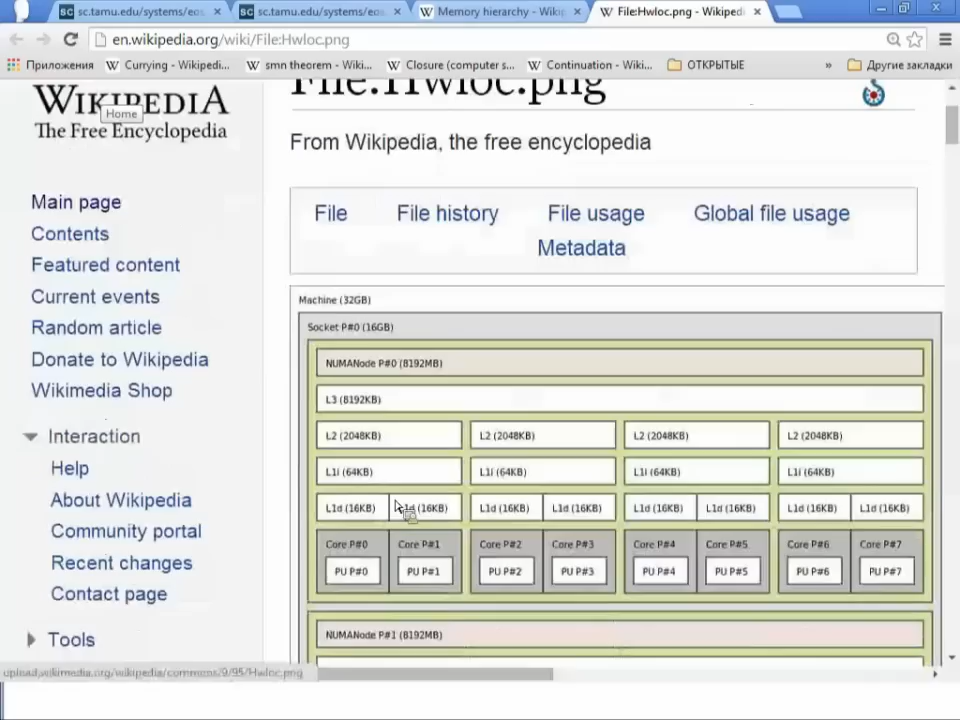 sc.tamu.edu/systems/eos
sc.tamu.edu/systems/eos
Memory hierarchy - Wikip
File:Hwloc.png - Wikiped
en.wikipedia.org/wiki/File:Hwloc.png
Приложения
Currying - Wikipedi...
smn theorem - Wiki...
Closure (computer s...
Continuation - Wiki...
ОТКРЫТЫЕ
»
Другие закладки
WIKIPEDIA
The Free Encyclopedia
Home
Main page
Contents
Featured content
Current events
Random article
Donate to Wikipedia
Wikimedia Shop
Interaction
Help
About Wikipedia
Community portal
Recent changes
Contact page
Tools
File:Hwloc.png
From Wikipedia, the free encyclopedia
File File history File usage Global file usage
Metadata
Machine (32GB)
Socket P#0 (16GB)
NUMANode P#0 (8192MB)
L3 (8192KB)
L2 (2048KB) L2 (2048KB) L2 (2048KB) L2 (2048KB)
L1i (64KB) L1i (64KB) L1i (64KB) L1i (64KB)
L1d (16KB) L1d (16KB) L1d (16KB) L1d (16KB) L1d (16KB) L1d (16KB) L1d (16KB) L1d (16KB)
Core P#0 Core P#1 Core P#2 Core P#3 Core P#4 Core P#5 Core P#6 Core P#7
PU P#0 PU P#1 PU P#2 PU P#3 PU P#4 PU P#5 PU P#6 PU P#7
NUMANode P#1 (8192MB)
upload.wikimedia.org/wikipedia/commons/9/95/Hwloc.png